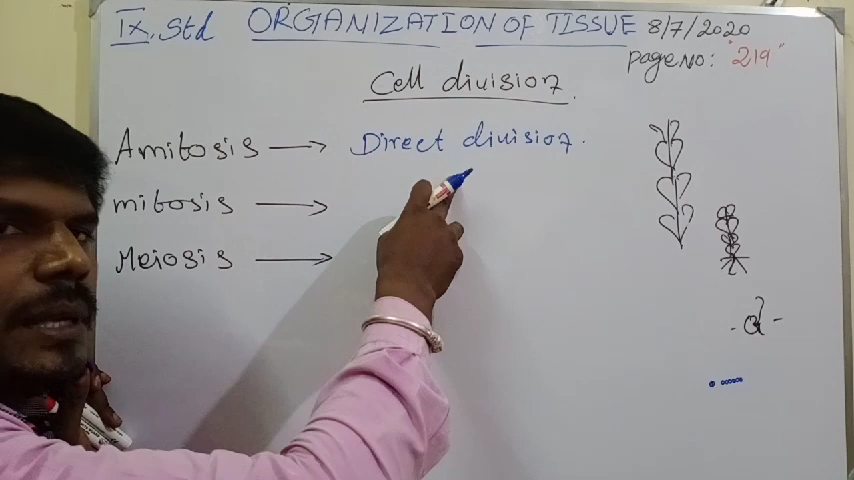 IX. Std ORGANIZATION OF TISSUE 8/7/2020
page No: "219"
Cell division
Amitosis → Direct division.
mitosis →
Meiosis →